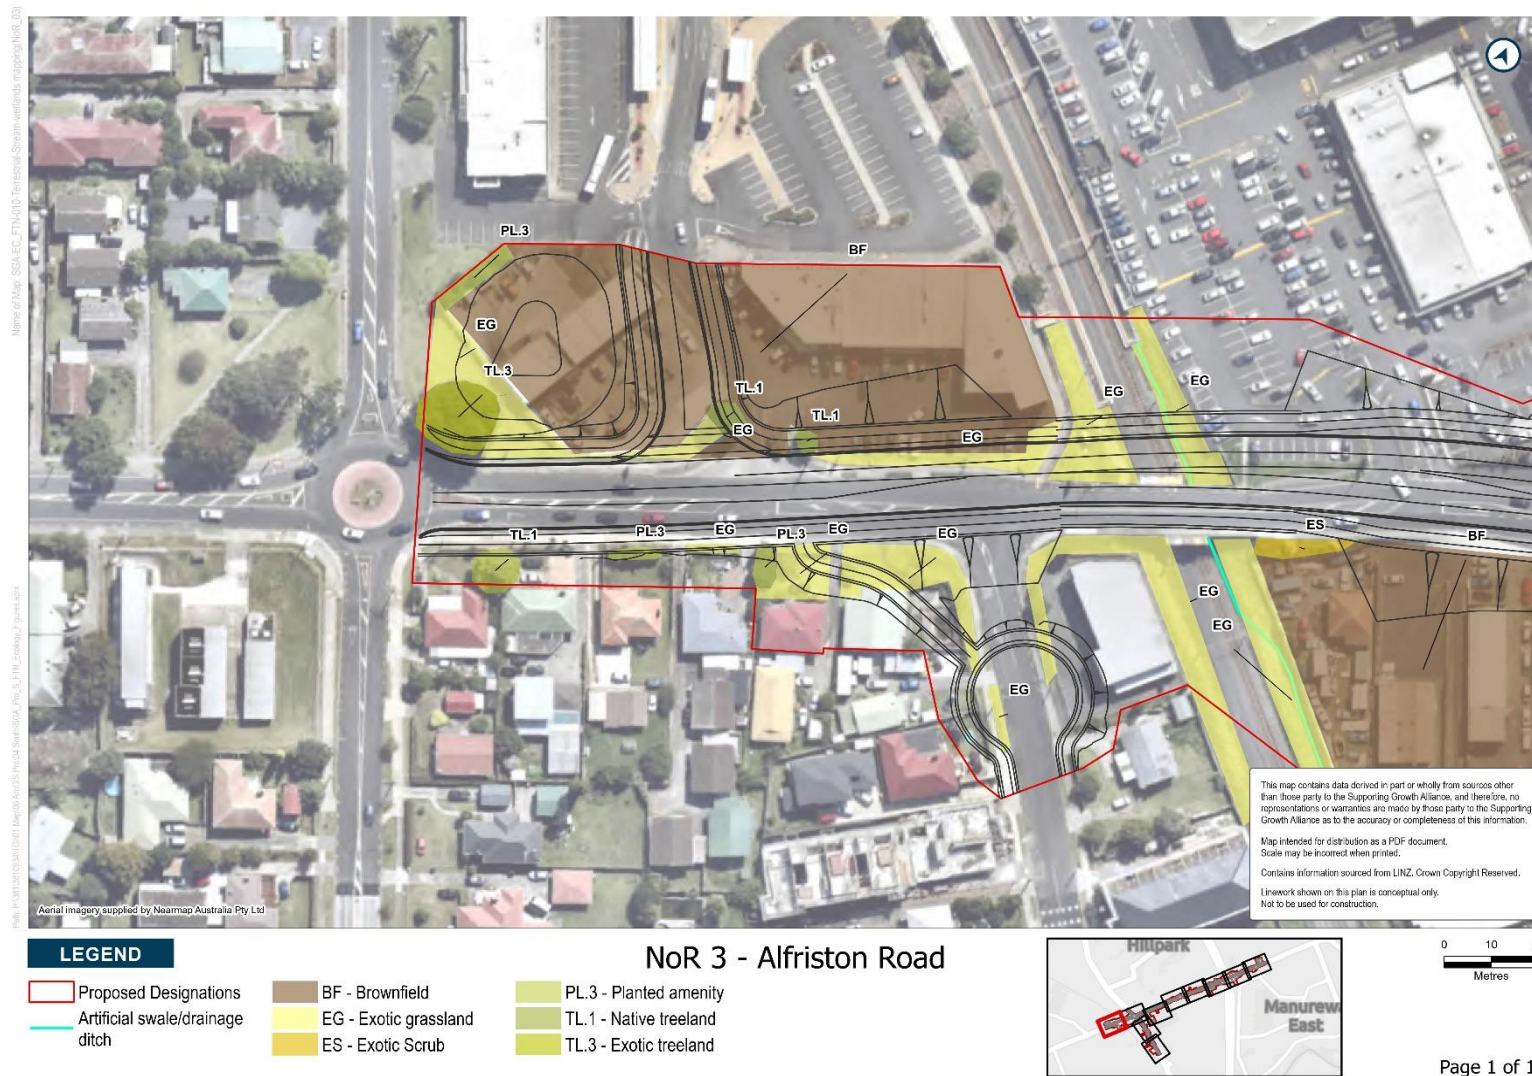 PL.3
BF
EG
TL.3
TL.1
TL.1
EG
EG
EG
EG
TL.1
PL.3
EG
PL.3
EG
EG
ES
BF
EG
EG
EG
This map contains data derived in part or wholly from sources other
than those party to the Supporting Growth Alliance, and therefore, no
representations or warranties are made by those party to the Supporting
Growth Alliance as to the accuracy or completeness of this information.
Map intended for distribution as a PDF document.
Scale may be incorrect when printed.
Contains information sourced from LINZ. Crown Copyright Reserved.
Linework shown on this plan is conceptual only.
Not to be used for construction.
Aerial imagery supplied by Nearmap Australia Pty Ltd
LEGEND
Proposed Designations
Artificial swale/drainage
ditch
BF - Brownfield
EG - Exotic grassland
ES - Exotic Scrub
PL.3 - Planted amenity
TL.1 - Native treeland
TL.3 - Exotic treeland
NoR 3 - Alfriston Road
Hillpark
Manurewa
East
0 10
Metres
Page 1 of 1